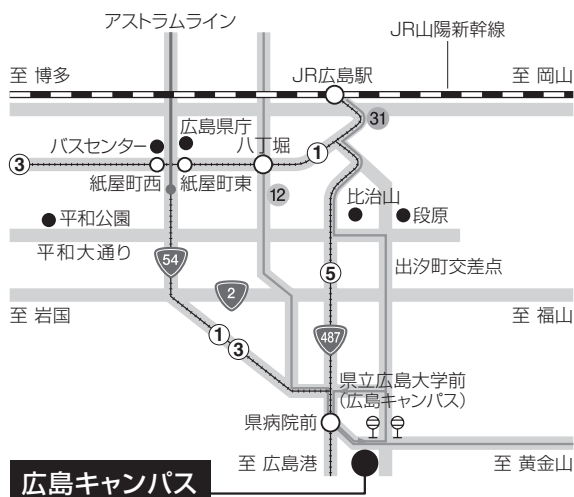 アストラムライン
JR山陽新幹線
至 博多
JR広島駅
至 岡山
広島県庁
31
バスセンター
八丁堀
1
3
紙屋町西
紙屋町東
12
比治山
平和公園
段原
平和大通り
54
5
出汐町交差点
2
至 岩国
至 福山
1
487
3
県立広島大学前
(広島キャンパス)
県病院前
至 広島港
至 黄金山
広島キャンパス